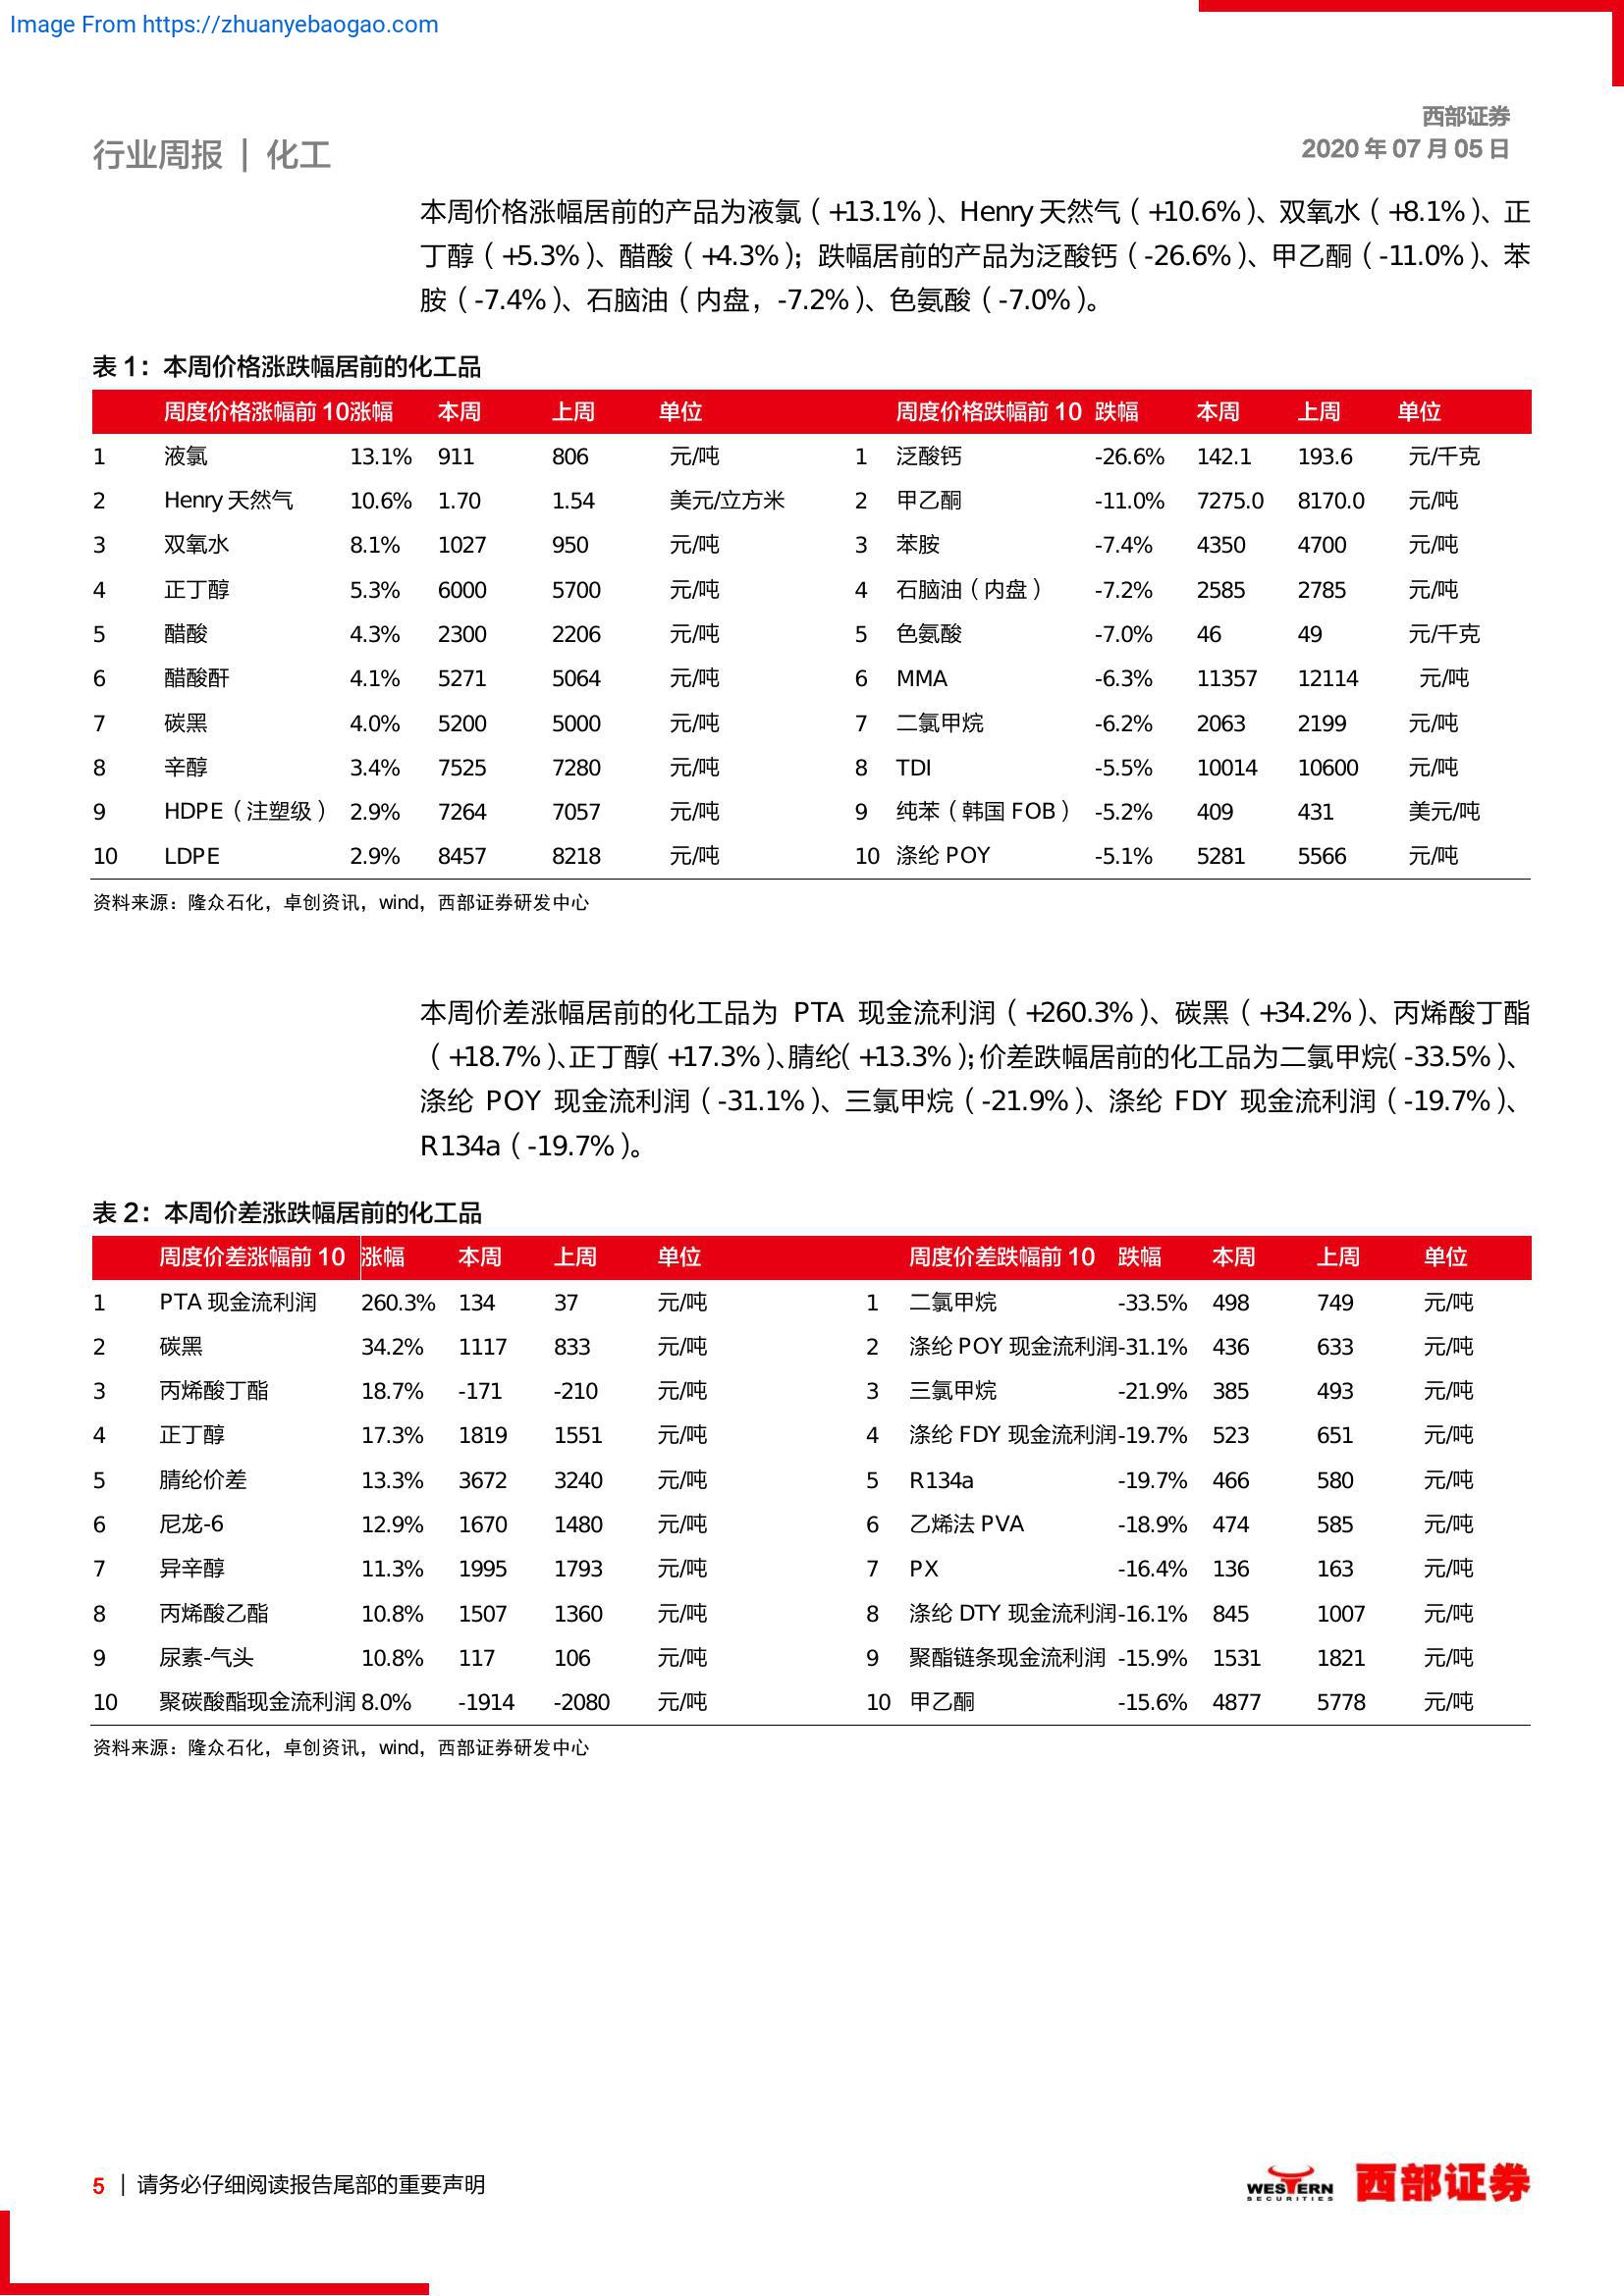 Image From https://zhuanyebaogao.com
西部证券
行业周报 | 化工
2020 年 07 月 05 日
本周价格涨幅居前的产品为液氯（+13.1%）、Henry 天然气（+10.6%）、双氧水（+8.1%）、正
丁醇（+5.3%）、醋酸（+4.3%）；跌幅居前的产品为泛酸钙（-26.6%）、甲乙酮（-11.0%）、苯
胺（-7.4%）、石脑油（内盘，-7.2%）、色氨酸（-7.0%）。
表 1：本周价格涨跌幅居前的化工品
周度价格涨幅前 10 涨幅 本周 上周 单位 周度价格跌幅前 10 跌幅 本周 上周 单位
1 液氯 13.1% 911 806 元/吨 1 泛酸钙 -26.6% 142.1 193.6 元/千克
2 Henry 天然气 10.6% 1.70 1.54 美元/立方米 2 甲乙酮 -11.0% 7275.0 8170.0 元/吨
3 双氧水 8.1% 1027 950 元/吨 3 苯胺 -7.4% 4350 4700 元/吨
4 正丁醇 5.3% 6000 5700 元/吨 4 石脑油（内盘） -7.2% 2585 2785 元/吨
5 醋酸 4.3% 2300 2206 元/吨 5 色氨酸 -7.0% 46 49 元/千克
6 醋酸酐 4.1% 5271 5064 元/吨 6 MMA -6.3% 11357 12114 元/吨
7 碳黑 4.0% 5200 5000 元/吨 7 二氯甲烷 -6.2% 2063 2199 元/吨
8 辛醇 3.4% 7525 7280 元/吨 8 TDI -5.5% 10014 10600 元/吨
9 HDPE（注塑级） 2.9% 7264 7057 元/吨 9 纯苯（韩国 FOB） -5.2% 409 431 美元/吨
10 LDPE 2.9% 8457 8218 元/吨 10 涤纶 POY -5.1% 5281 5566 元/吨
资料来源：隆众石化，卓创资讯，wind，西部证券研发中心
本周价差涨幅居前的化工品为 PTA 现金流利润（+260.3%）、碳黑（+34.2%）、丙烯酸丁酯
（+18.7%）、正丁醇（+17.3%）、腈纶（+13.3%）；价差跌幅居前的化工品为二氯甲烷（-33.5%）、
涤纶 POY 现金流利润（-31.1%）、三氯甲烷（-21.9%）、涤纶 FDY 现金流利润（-19.7%）、
R134a（-19.7%）。
表 2：本周价差涨跌幅居前的化工品
周度价差涨幅前 10 涨幅 本周 上周 单位 周度价差跌幅前 10 跌幅 本周 上周 单位
1 PTA 现金流利润 260.3% 134 37 元/吨 1 二氯甲烷 -33.5% 498 749 元/吨
2 碳黑 34.2% 1117 833 元/吨 2 涤纶 POY 现金流利润 -31.1% 436 633 元/吨
3 丙烯酸丁酯 18.7% -171 -210 元/吨 3 三氯甲烷 -21.9% 385 493 元/吨
4 正丁醇 17.3% 1819 1551 元/吨 4 涤纶 FDY 现金流利润 -19.7% 523 651 元/吨
5 腈纶价差 13.3% 3672 3240 元/吨 5 R134a -19.7% 466 580 元/吨
6 尼龙-6 12.9% 1670 1480 元/吨 6 乙烯法 PVA -18.9% 474 585 元/吨
7 异辛醇 11.3% 1995 1793 元/吨 7 PX -16.4% 136 163 元/吨
8 丙烯酸乙酯 10.8% 1507 1360 元/吨 8 涤纶 DTY 现金流利润 -16.1% 845 1007 元/吨
9 尿素-气头 10.8% 117 106 元/吨 9 聚酯链条现金流利润 -15.9% 1531 1821 元/吨
10 聚碳酸酯现金流利润 8.0% -1914 -2080 元/吨 10 甲乙酮 -15.6% 4877 5778 元/吨
资料来源：隆众石化，卓创资讯，wind，西部证券研发中心
5 | 请务必仔细阅读报告尾部的重要声明
WESTERN
SECURITIES
西部证券